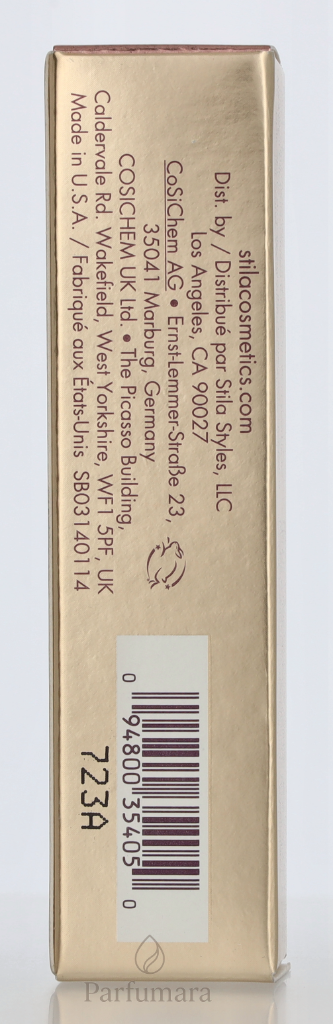 stilacosmetics.com
Dist. by / Distribué par Stila Styles, LLC
Los Angeles, CA 90027
CoSiChem AG • Ernst-Lemmer-Straße 23,
35041 Marburg, Germany
COSICHEM UK Ltd. • The Picasso Building,
Caldervale Rd. Wakefield, West Yorkshire, WF1 5PF, UK
Made in U.S.A. / Fabriqué aux États-Unis SB03140114
0 94800 35405 0
723A
Parfumara